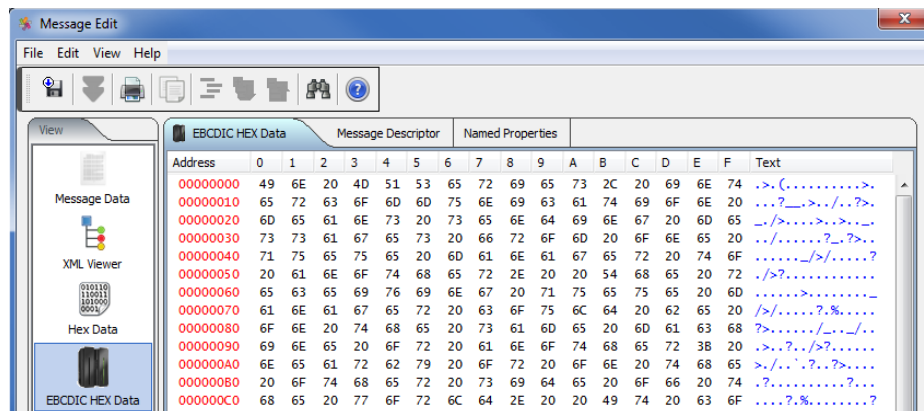 Message Edit
x
File Edit View Help
View
EBCDIC HEX Data
Message Descriptor
Named Properties
Message Data
XML Viewer
010110
110011
101000
0001
Hex Data
EBCDIC HEX Data
Address 0 1 2 3 4 5 6 7 8 9 A B C D E F Text
00000000 49 6E 20 4D 51 53 65 72 69 65 73 2C 20 69 6E 74 .>.(..........>.
00000010 65 72 63 6F 6D 6D 75 6E 69 63 61 74 69 6F 6E 20 ...?__.>../..?>.
00000020 6D 65 61 6E 73 20 73 65 6E 64 69 6E 67 20 6D 65 _./>....>..>.._.
00000030 73 73 61 67 65 73 20 66 72 6F 6D 20 6F 6E 65 20 ../......?_.?>..
00000040 71 75 65 75 65 20 6D 61 6E 61 67 65 72 20 74 6F ......_/>/.....?
00000050 20 61 6E 6F 74 68 65 72 2E 20 20 54 68 65 20 72 ./>?............
00000060 65 63 65 69 76 69 6E 67 20 71 75 65 75 65 20 6D ......>........_
00000070 61 6E 61 67 65 72 20 63 6F 75 6C 64 20 62 65 20 />/.....?.%.....
00000080 6F 6E 20 74 68 65 20 73 61 6D 65 20 6D 61 63 68 ?>....../_.._/..
00000090 69 6E 65 20 6F 72 20 61 6E 6F 74 68 65 72 3B 20 .>..?../>?......
000000A0 6E 65 61 72 62 79 20 6F 72 20 6F 6E 20 74 68 65 >./..`.?..?>....
000000B0 20 6F 74 68 65 72 20 73 69 64 65 20 6F 66 20 74 .?..........?...
000000C0 68 65 20 77 6F 72 6C 64 2E 20 20 49 74 20 63 6F ....?.%........?